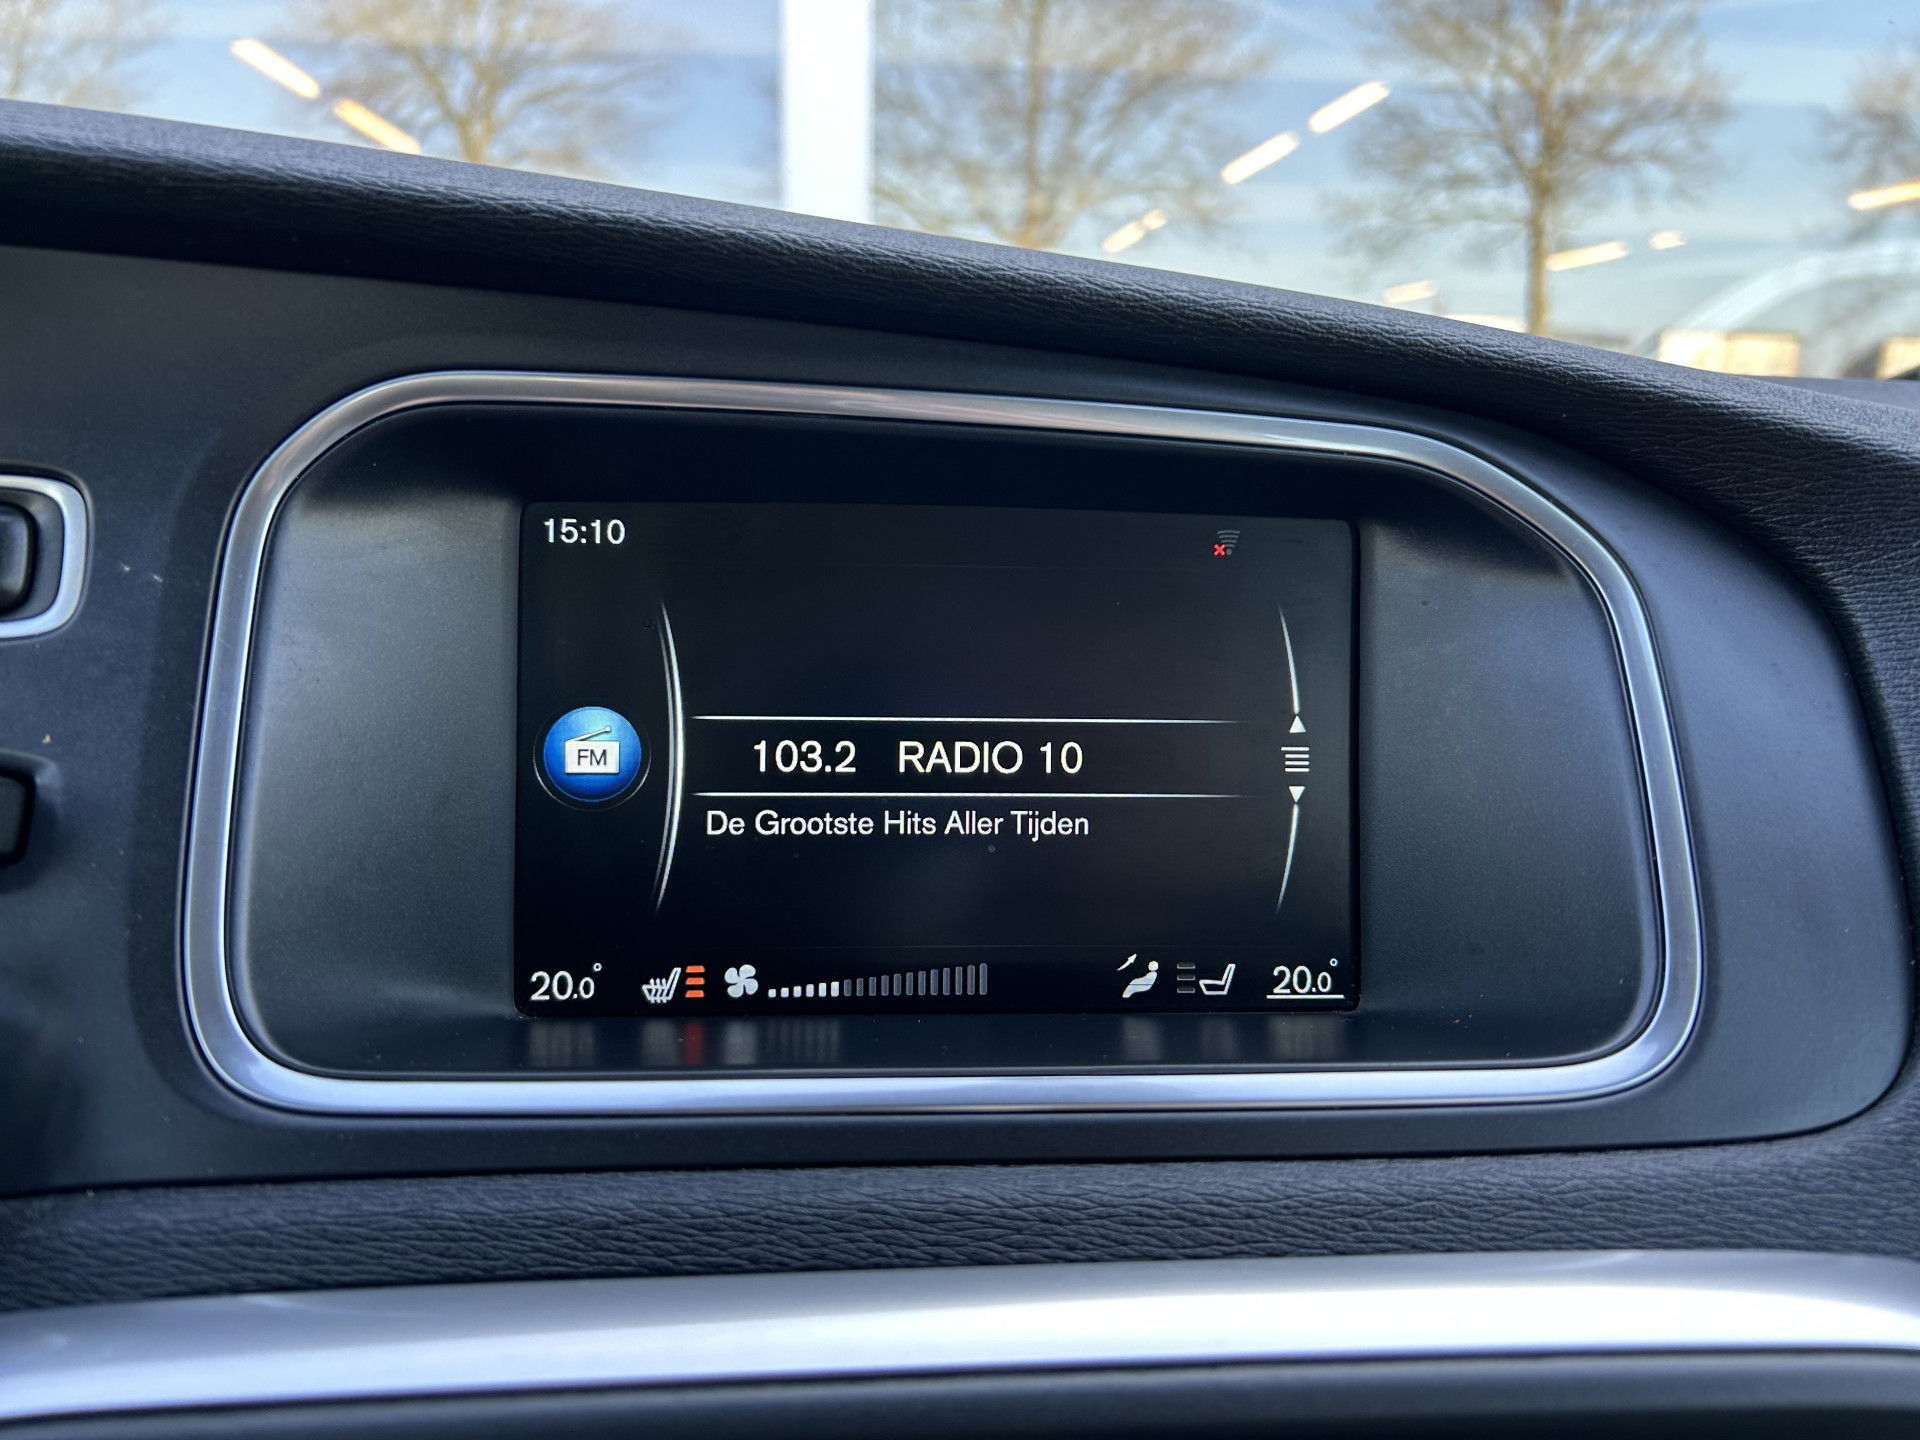 15:10
FM
103.2 RADIO 10
De Grootste Hits Aller Tijden
20.0° 20.0°